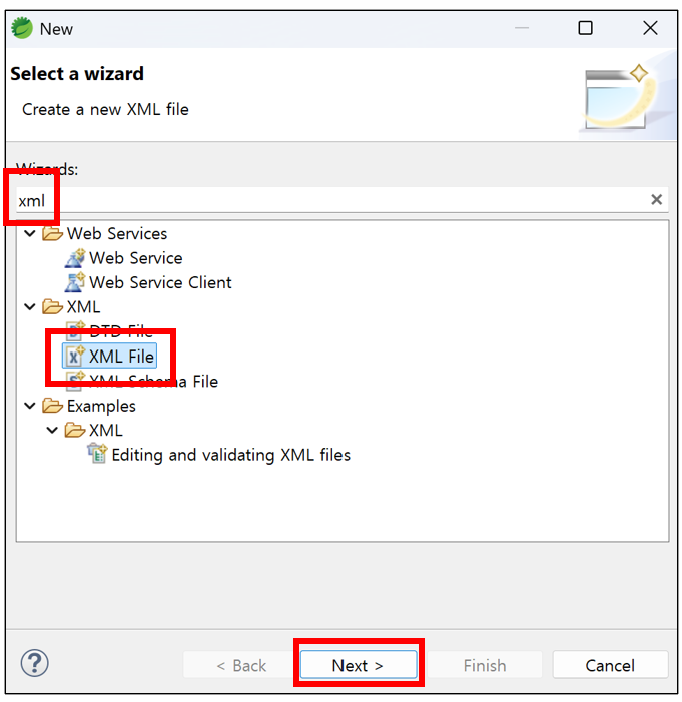 New
Select a wizard
Create a new XML file
Wizards:
xml
Web Services
Web Service
Web Service Client
XML
DTD File
XML File
XML Schema File
Examples
XML
Editing and validating XML files
< Back
Next >
Finish
Cancel